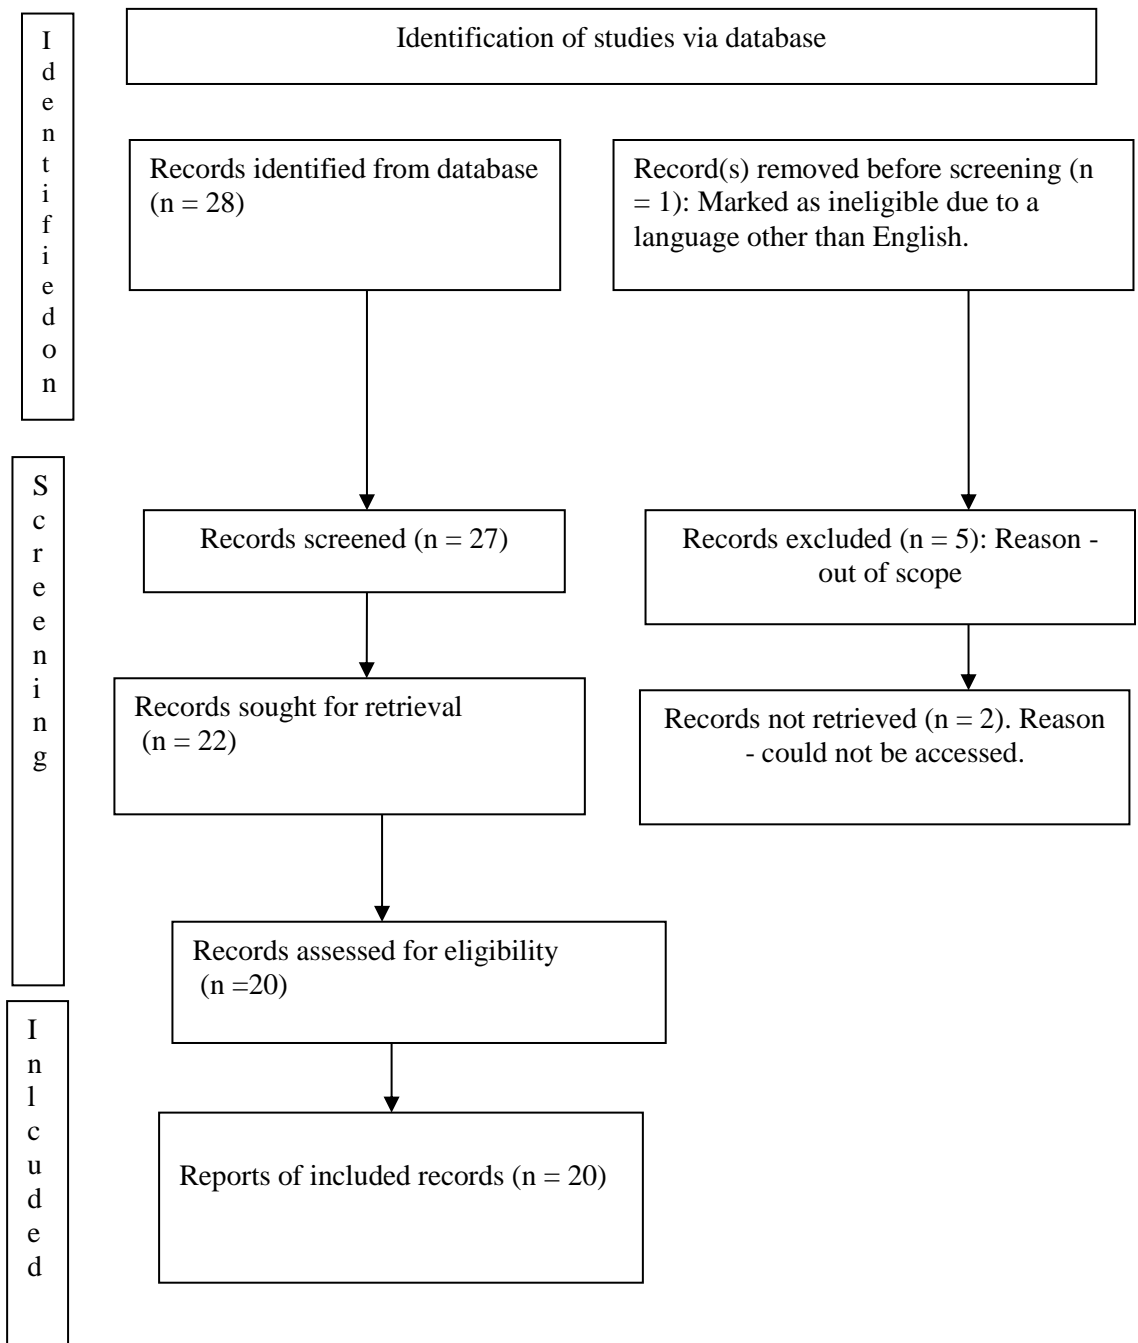 Identifiedon
Identification of studies via database
Records identified from database
(n = 28)
Record(s) removed before screening (n
= 1): Marked as ineligible due to a
language other than English.
Screening
Records screened (n = 27)
Records excluded (n = 5): Reason -
out of scope
Records sought for retrieval
(n = 22)
Records not retrieved (n = 2). Reason
- could not be accessed.
Records assessed for eligibility
(n =20)
Inlcuded
Reports of included records (n = 20)